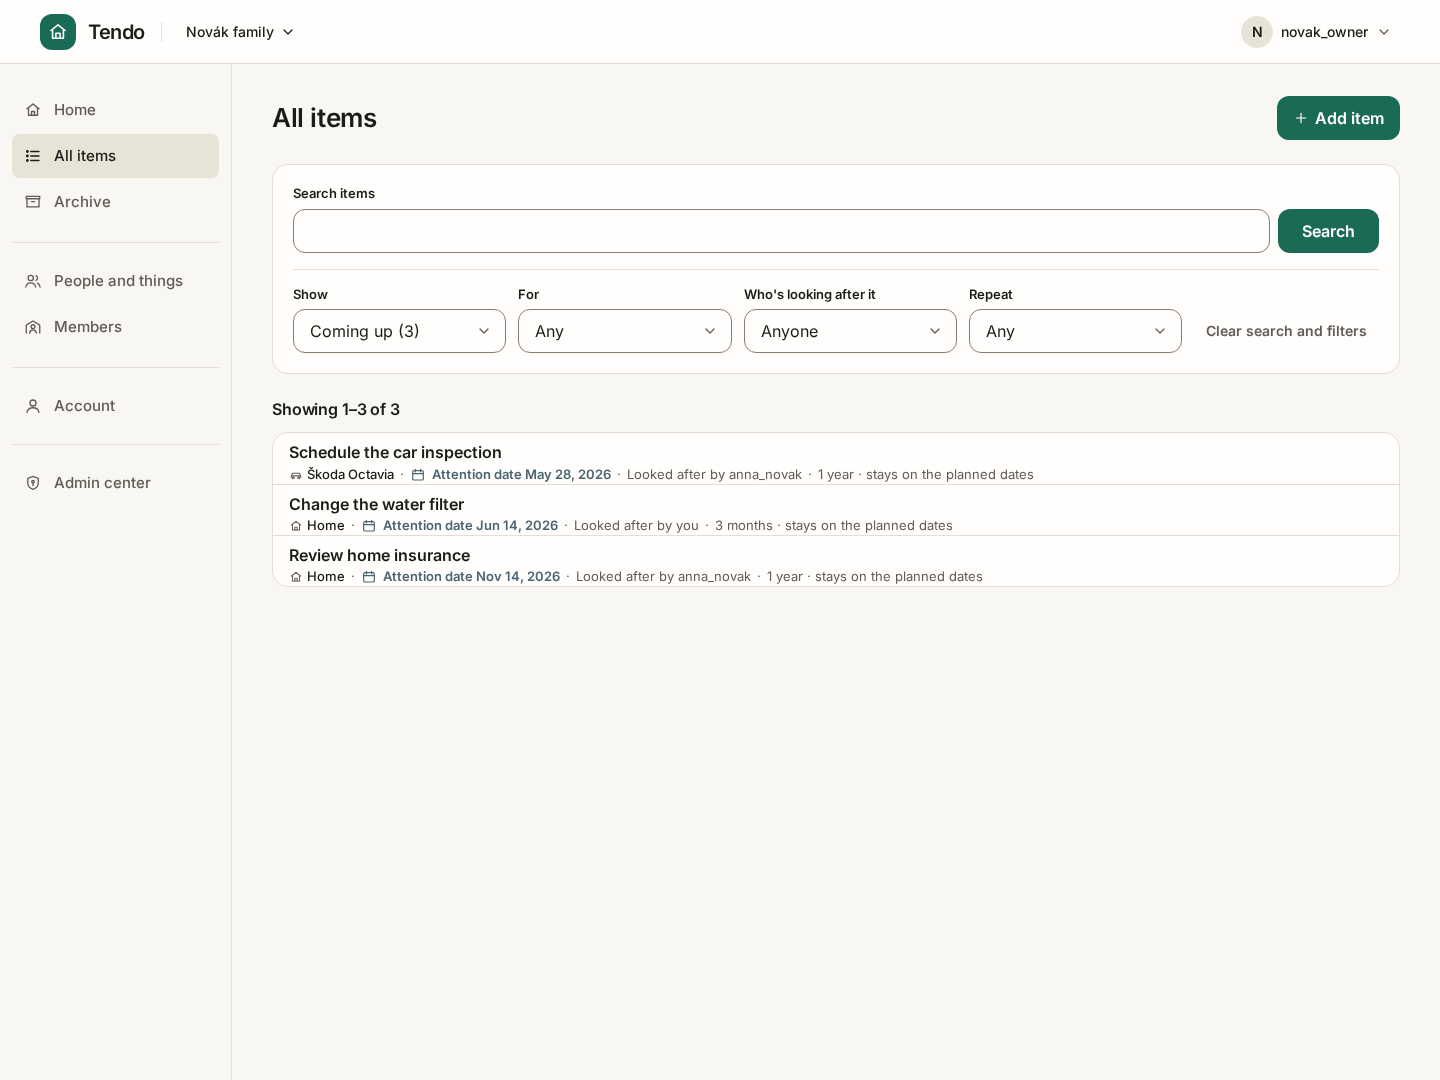 Tendo
Novák family
N
novak_owner
Home
All items
Archive
People and things
Members
Account
Admin center
All items
Add item
Search items
Search
Show
For
Who's looking after it
Repeat
Coming up (3)
Any
Anyone
Any
Clear search and filters
Showing 1–3 of 3
Schedule the car inspection
Škoda Octavia · Attention date May 28, 2026 · Looked after by anna_novak · 1 year · stays on the planned dates
Change the water filter
Home · Attention date Jun 14, 2026 · Looked after by you · 3 months · stays on the planned dates
Review home insurance
Home · Attention date Nov 14, 2026 · Looked after by anna_novak · 1 year · stays on the planned dates